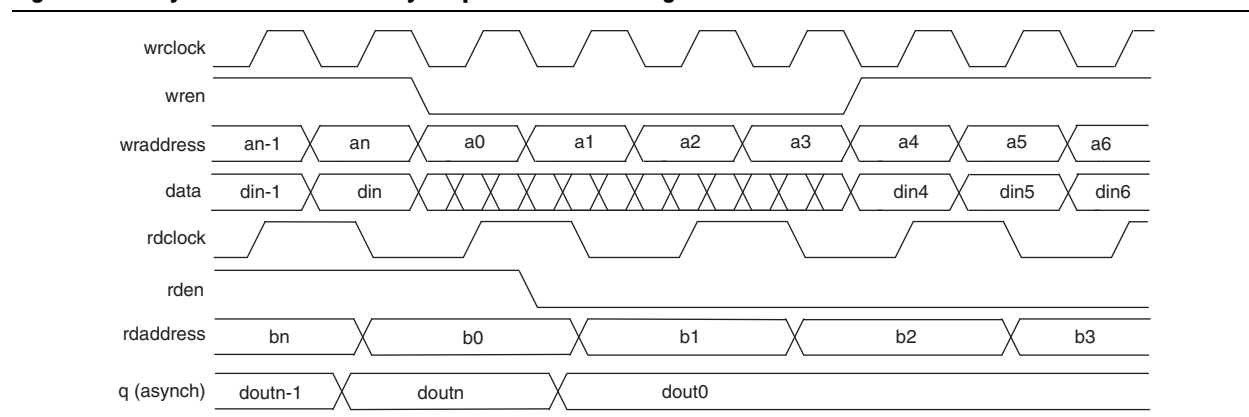 wrclock
wren
wraddress an-1 an a0 a1 a2 a3 a4 a5 a6
data din-1 din din4 din5 din6
rdclock
rden
rdaddress bn b0 b1 b2 b3
q (asynch) doutn-1 doutn dout0